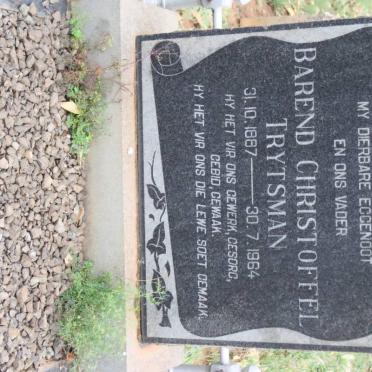 MY DIERBARE EGGENOOT
EN ONS VADER
BAREND CHRISTOFFEL
TRYTSMAN
31.10.1887 — 30.7.1964
HY HET VIR ONS GEWERK, GESORG,
GEBID, GEWAAK.
HY HET VIR ONS DIE LEWE SOET GEMAAK.